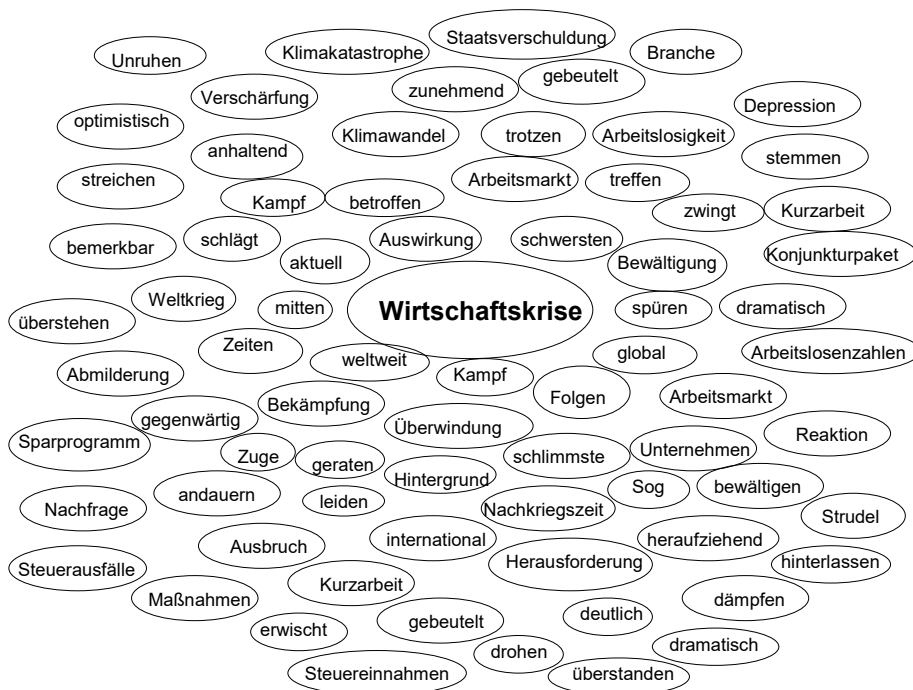 Staatsverschuldung
Unruhen
Klimakatastrophe
Branche
gebeutelt
zunehmend
Verschärfung
Depression
optimistisch
Klimawandel
trotzen
Arbeitslosigkeit
anhaltend
stemmen
streichen
Arbeitsmarkt
treffen
Kampf
betroffen
zwingt
Kurzarbeit
bemerkbar
schlägt
Auswirkung
schwersten
aktuell
Bewältigung
Konjunkturpaket
Weltkrieg
mitten
Wirtschaftskrise
spüren
dramatisch
überstehen
Zeiten
weltweit
global
Arbeitslosenzahlen
Abmilderung
Kampf
Folgen
Arbeitsmarkt
gegenwärtig
Bekämpfung
Überwindung
Sparprogramm
Zuge
geraten
schlimmste
Unternehmen
Reaktion
Hintergrund
Nachfrage
andauern
leiden
Nachkriegszeit
Sog
bewältigen
Strudel
Ausbruch
international
heraufziehend
Steuerausfälle
Herausforderung
hinterlassen
Maßnahmen
Kurzarbeit
dämpfen
erwischt
gebeutelt
deutlich
drohen
dramatisch
Steuereinnahmen
überstanden